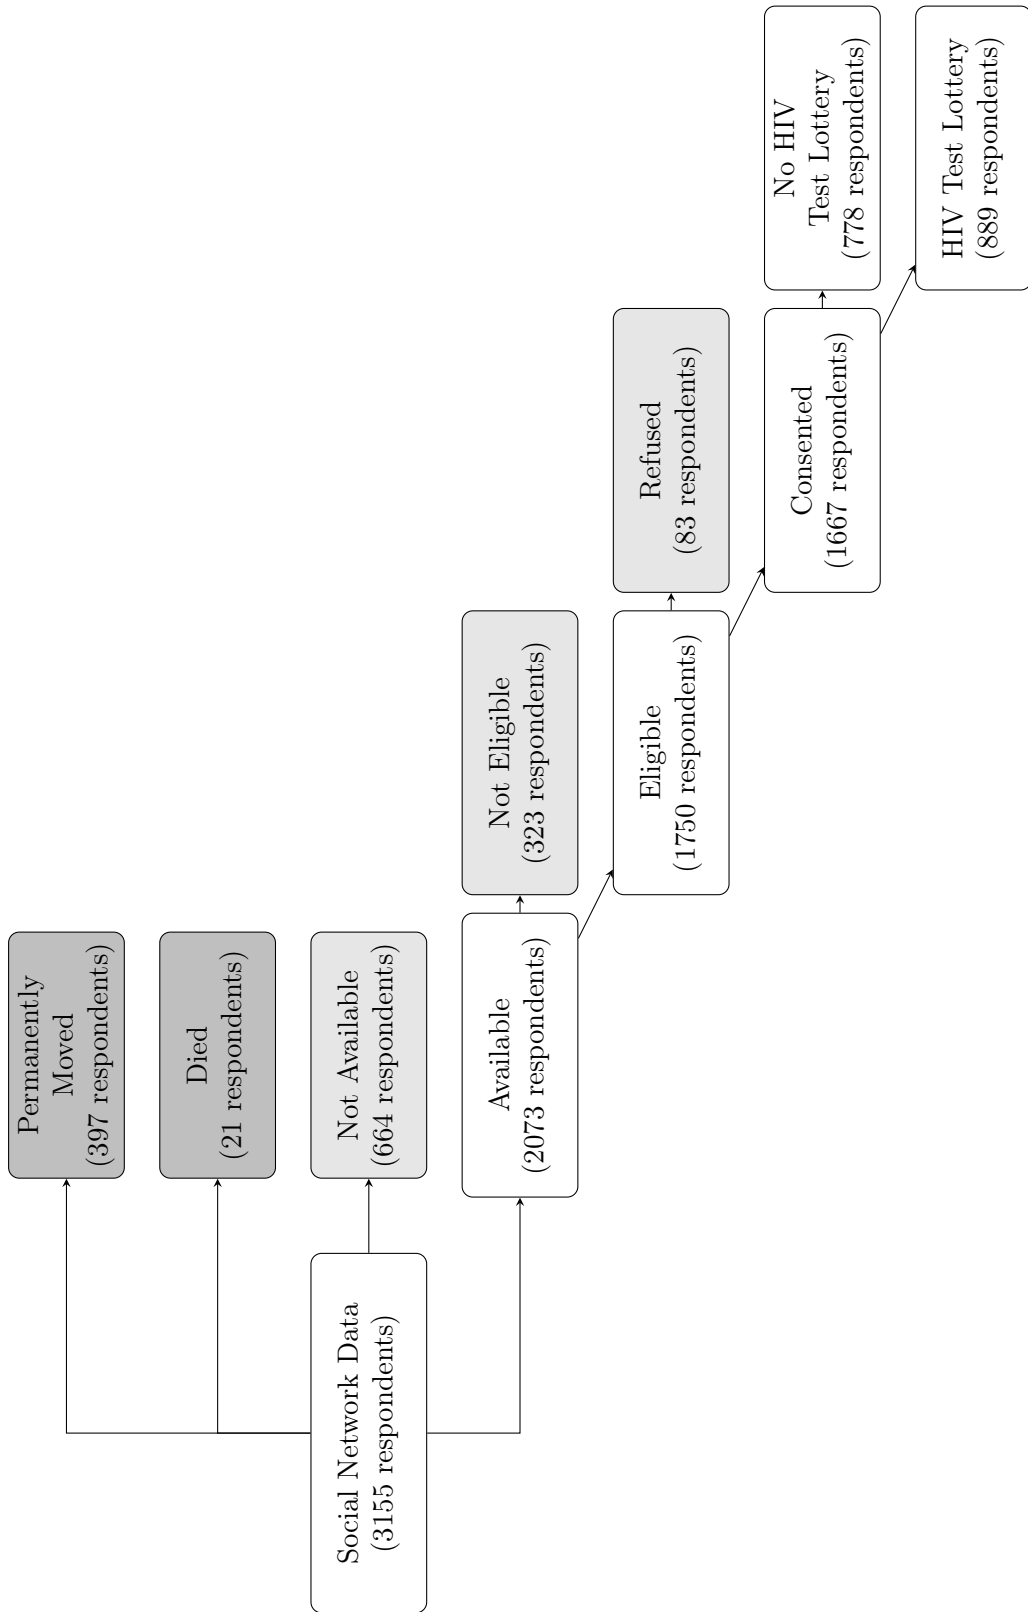 Social Network Data
(3155 respondents)
Permanently
Moved
(397 respondents)
Died
(21 respondents)
Not Available
(664 respondents)
Available
(2073 respondents)
Not Eligible
(323 respondents)
Eligible
(1750 respondents)
Refused
(83 respondents)
Consented
(1667 respondents)
No HIV
Test Lottery
(778 respondents)
HIV Test Lottery
(889 respondents)